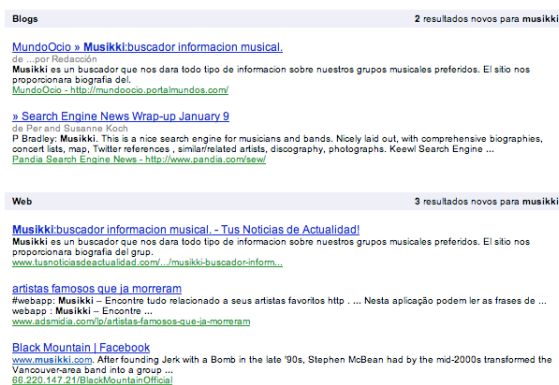 Blogs 2 resultados novos para musikki
MundoOcio » Musikki:buscador informacion musical.
de ...por Redacción
Musikki es un buscador que nos dara todo tipo de informacion sobre nuestros grupos musicales preferidos. El sitio nos
proporcionara biografia del.
MundoOcio - http://mundoocio.portalmundos.com/
» Search Engine News Wrap-up January 9
de Per and Susanne Koch
P Bradley: Musikki. This is a nice search engine for musicians and bands. Nicely laid out, with comprehensive biographies,
concert lists, map, Twitter references , similar/related artists, discography, photographs. Keewl Search Engine ...
Pandia Search Engine News - http://www.pandia.com/sew/
Web 3 resultados novos para musikki
Musikki:buscador informacion musical. - Tus Noticias de Actualidad!
Musikki es un buscador que nos dara todo tipo de informacion sobre nuestros grupos musicales preferidos. El sitio nos
proporcionara biografia del grup.
www.tusnoticiasdeactualidad.com/.../musikki-buscador-inform...
artistas famosos que ja morreram
#webapp: Musikki – Encontre tudo relacionado a seus artistas favoritos http . ... Nesta aplicação podem ler as frases de ...
webapp : Musikki – Encontre ...
www.adsmidia.com/lp/artistas-famosos-que-ja-morreram
Black Mountain | Facebook
www.musikki.com. After founding Jerk with a Bomb in the late '90s, Stephen McBean had by the mid-2000s transformed the
Vancouver-area band into a group ...
66.220.147.21/BlackMountainOfficial